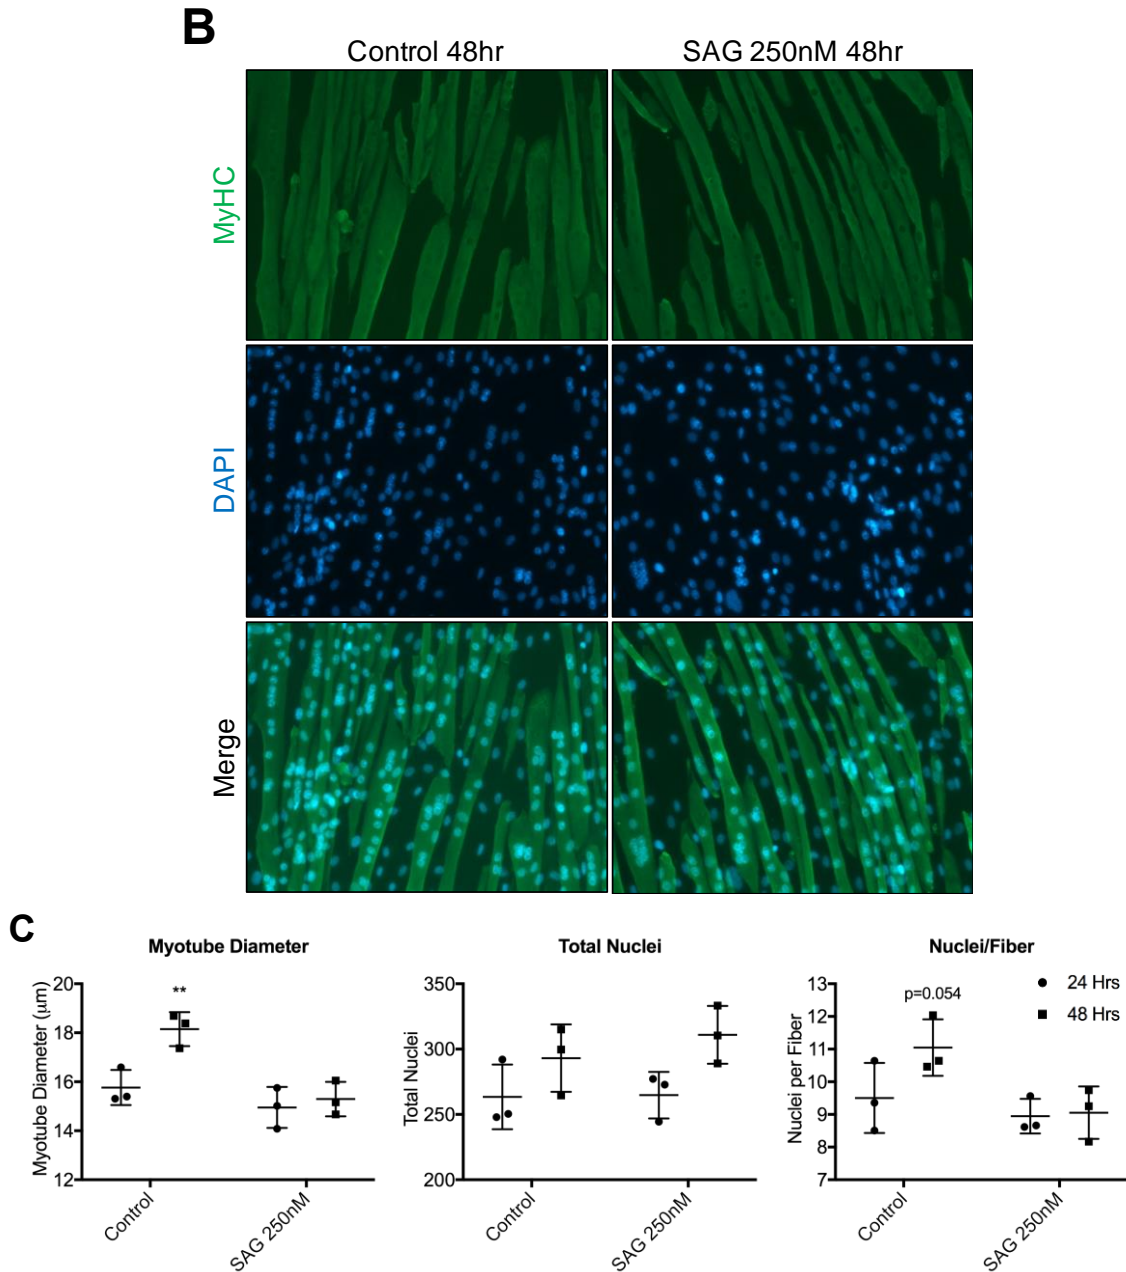 B
Control 48hr
SAG 250nM 48hr
MyHC
DAPI
Merge
C
Myotube Diameter
Myotube Diameter (μm)
20
18
16
14
12
**
Control
SAG 250nM
Total Nuclei
Total Nuclei
350
300
250
200
Control
SAG 250nM
Nuclei/Fiber
Nuclei per Fiber
13
12
11
10
9
8
7
p=0.054
Control
SAG 250nM
24 Hrs
48 Hrs